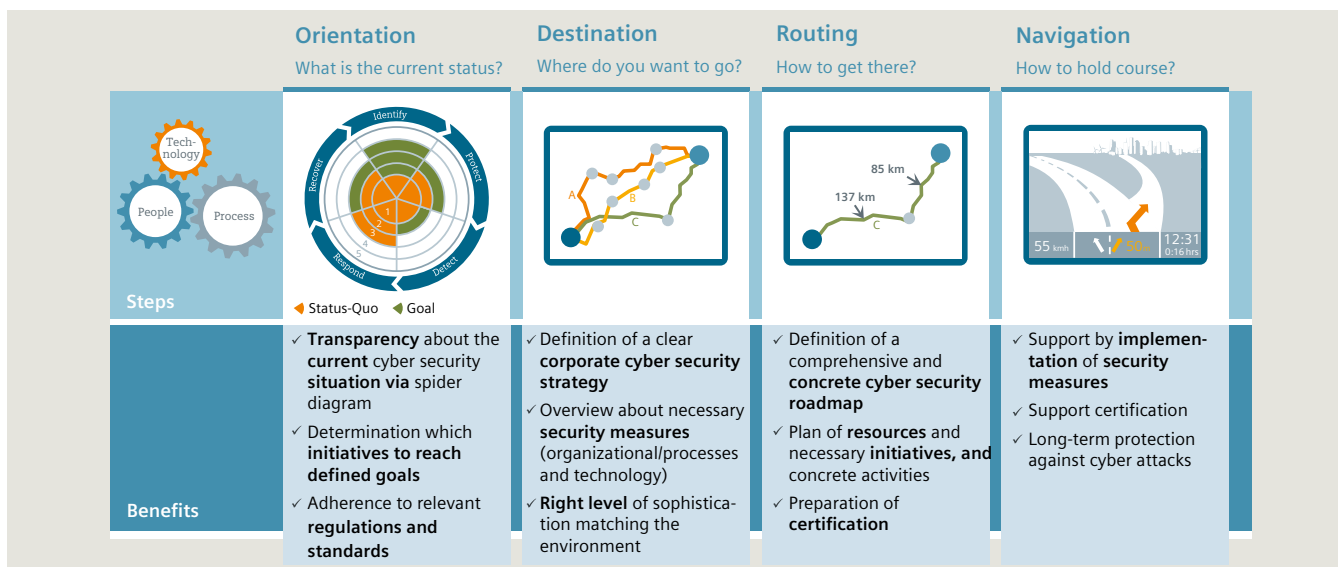 Orientation
What is the current status?
Destination
Where do you want to go?
Routing
How to get there?
Navigation
How to hold course?
Tech-
nology
People
Process
Steps
Identify
Protect
Detect
Respond
Recover
1
2
3
4
5
Status-Quo
Goal
A
B
C
85 km
137 km
C
55 kmh
50m
12:31
0:16 hrs
Benefits
✓ Transparency about the
current cyber security
situation via spider
diagram
✓ Determination which
initiatives to reach
defined goals
✓ Adherence to relevant
regulations and
standards
✓ Definition of a clear
corporate cyber security
strategy
✓ Overview about necessary
security measures
(organizational/processes
and technology)
✓ Right level of sophistica-
tion matching the
environment
✓ Definition of a
comprehensive and
concrete cyber security
roadmap
✓ Plan of resources and
necessary initiatives, and
concrete activities
✓ Preparation of
certification
✓ Support by implemen-
tation of security
measures
✓ Support certification
✓ Long-term protection
against cyber attacks